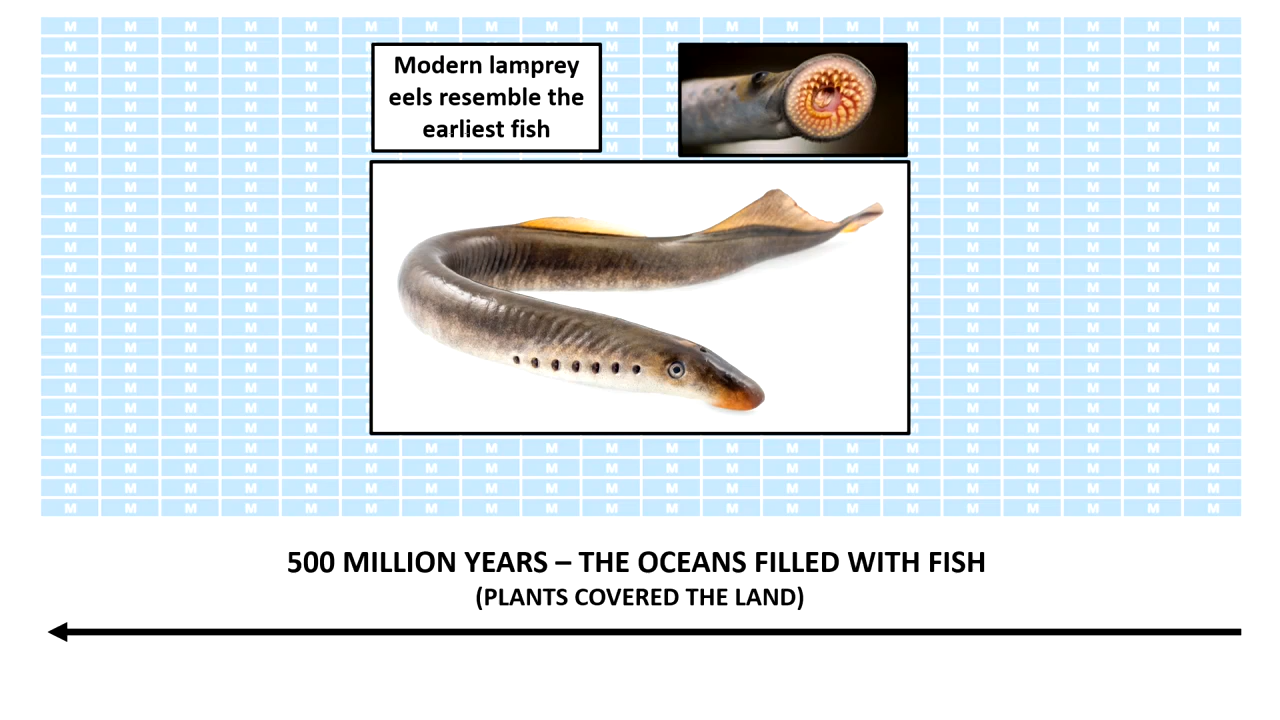 M M M M M M M M M M M M M M M M M M M M
M M M M M M M M M M M M M
M M M M M M M M M M M M M
M M M M M M M M M M M M M
M M M M M M M M M M M M M
M M M M M M M M M M M M M
M M M M M M M M M M M M M
Modern lamprey
eels resemble the
earliest fish
M M M M M M M M M M M
M M M M M M M M M M M
M M M M M M M M M M M
M M M M M M M M M M M
M M M M M M M M M M M
M M M M M M M M M M M
M M M M M M M M M M M
M M M M M M M M M M M
M M M M M M M M M M M
M M M M M M M M M M M
M M M M M M M M M M M
M M M M M M M M M M M
M M M M M M M M M M M
M M M M M M M M M M M
M M M M M M M M M M M M M M M M M M M M
M M M M M M M M M M M M M M M M M M M M
M M M M M M M M M M M M M M M M M M M M
M M M M M M M M M M M M M M M M M M M M
500 MILLION YEARS – THE OCEANS FILLED WITH FISH
(PLANTS COVERED THE LAND)